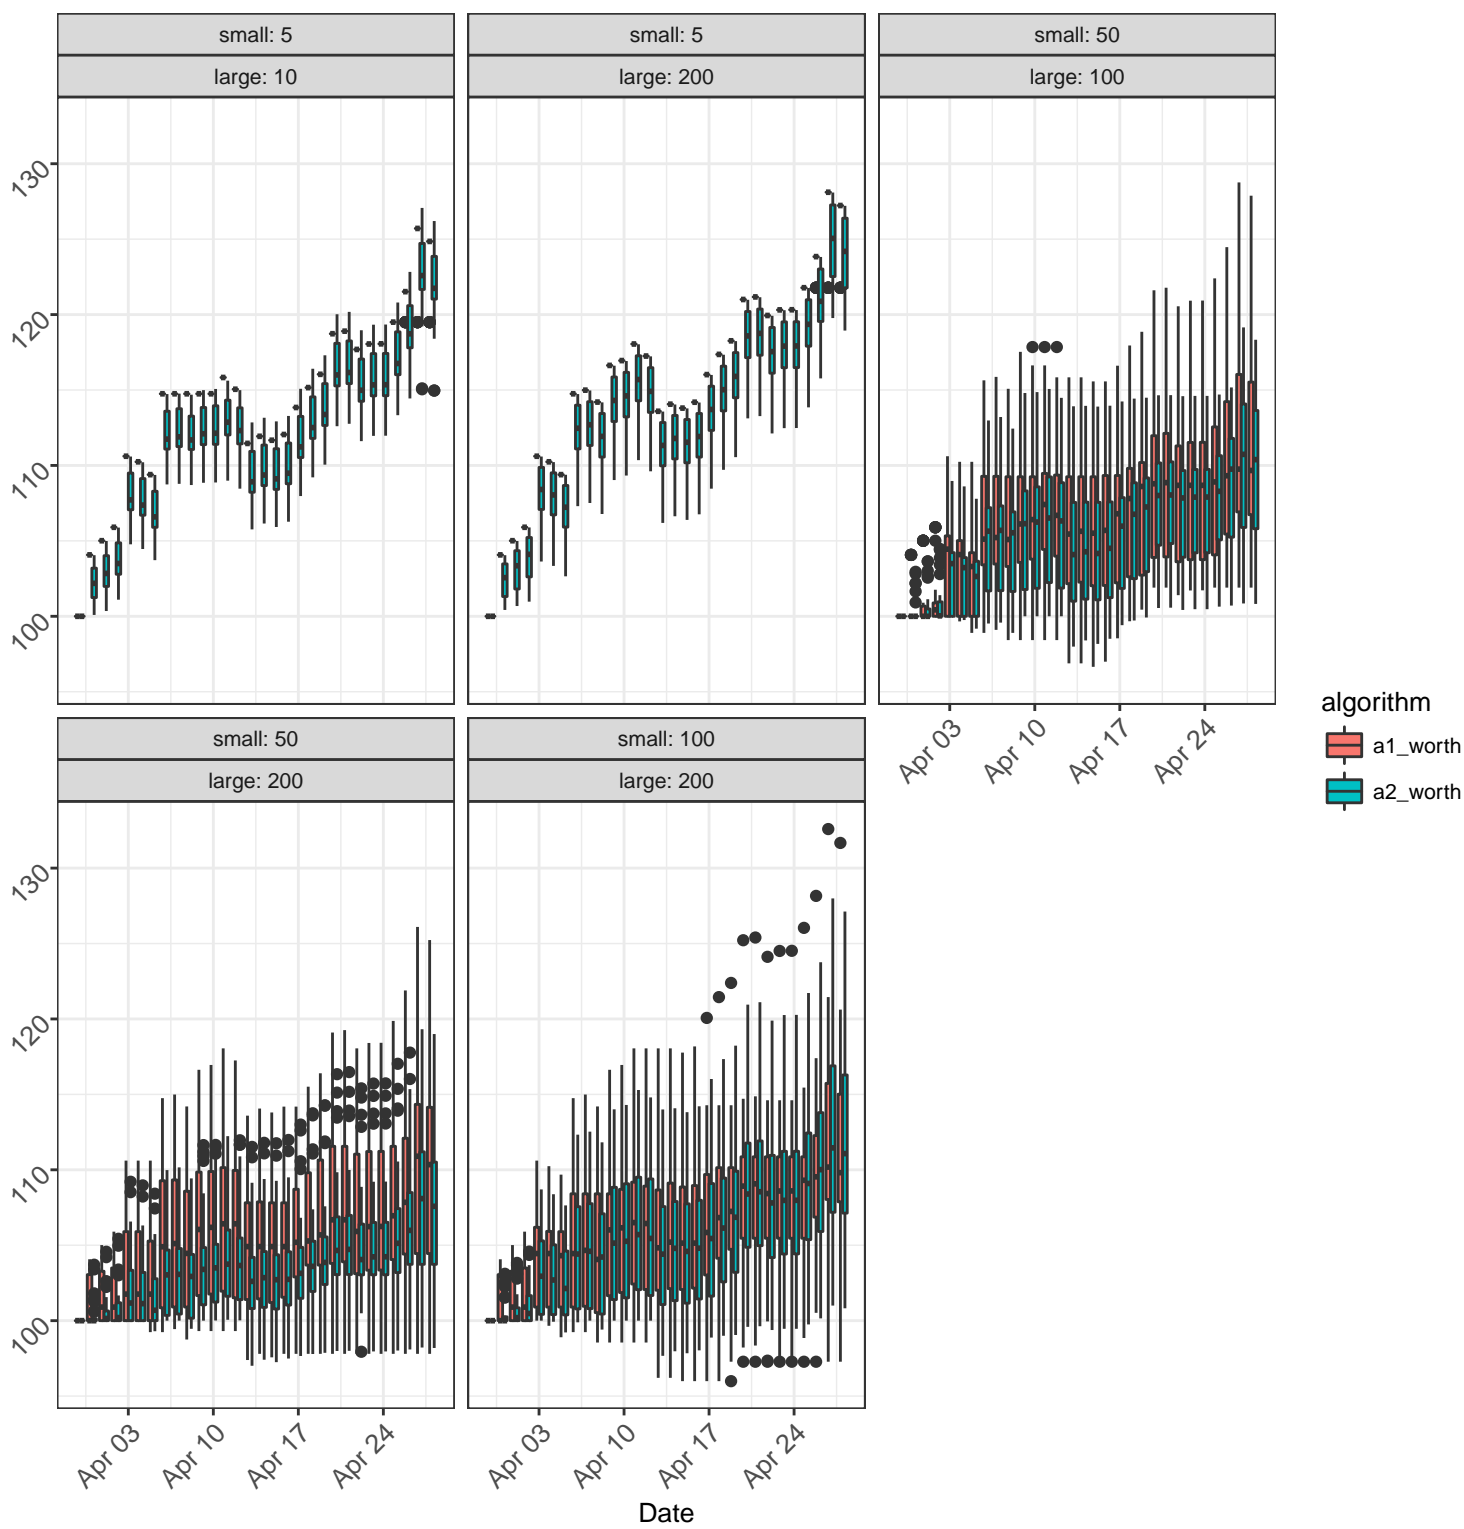 small: 5
large: 10
small: 5
large: 200
small: 50
large: 100
130
120
110
100
Apr 03
Apr 10
Apr 17
Apr 24
algorithm
a1_worth
a2_worth
small: 50
large: 200
small: 100
large: 200
130
120
110
100
Apr 03
Apr 10
Apr 17
Apr 24
Apr 03
Apr 10
Apr 17
Apr 24
Date